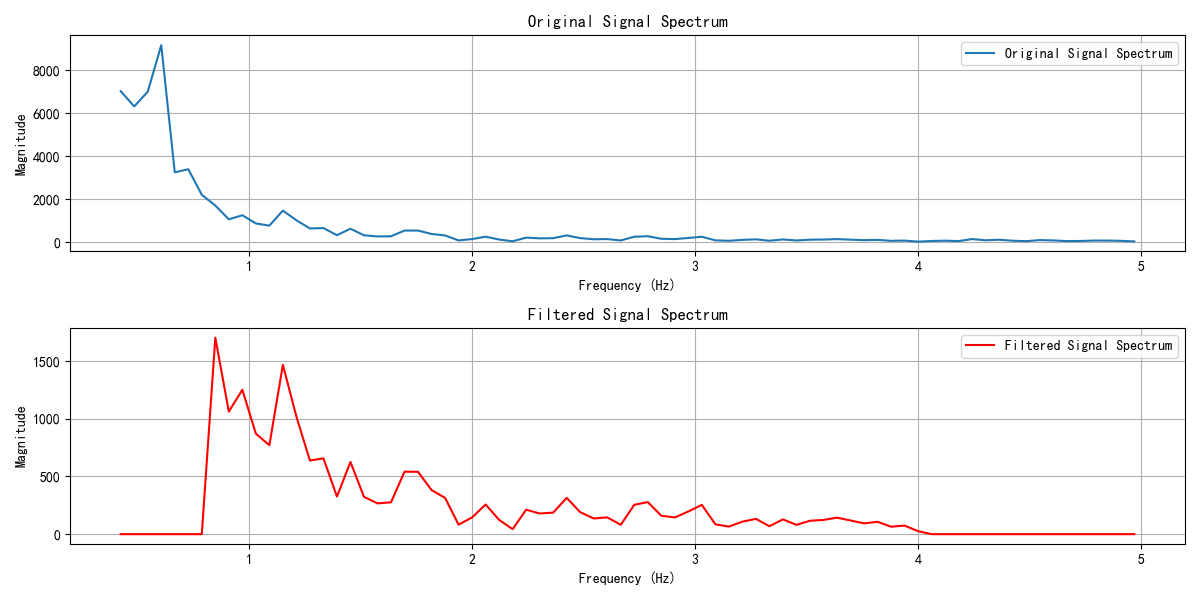 Original Signal Spectrum
Original Signal Spectrum
8000
6000
4000
2000
0
Magnitude
1 2 3 4 5
Frequency (Hz)
Filtered Signal Spectrum
Filtered Signal Spectrum
1500
1000
500
0
Magnitude
1 2 3 4 5
Frequency (Hz)